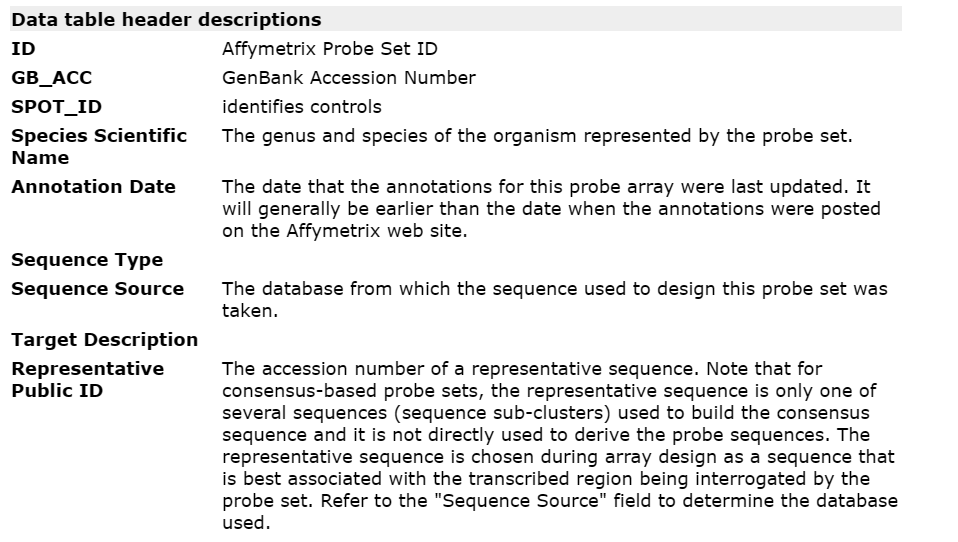 Data table header descriptions
ID Affymetrix Probe Set ID
GB_ACC GenBank Accession Number
SPOT_ID identifies controls
Species Scientific Name The genus and species of the organism represented by the probe set.
Annotation Date The date that the annotations for this probe array were last updated. It
will generally be earlier than the date when the annotations were posted
on the Affymetrix web site.
Sequence Type
Sequence Source The database from which the sequence used to design this probe set was
taken.
Target Description
Representative Public ID The accession number of a representative sequence. Note that for
consensus-based probe sets, the representative sequence is only one of
several sequences (sequence sub-clusters) used to build the consensus
sequence and it is not directly used to derive the probe sequences. The
representative sequence is chosen during array design as a sequence that
is best associated with the transcribed region being interrogated by the
probe set. Refer to the "Sequence Source" field to determine the database
used.